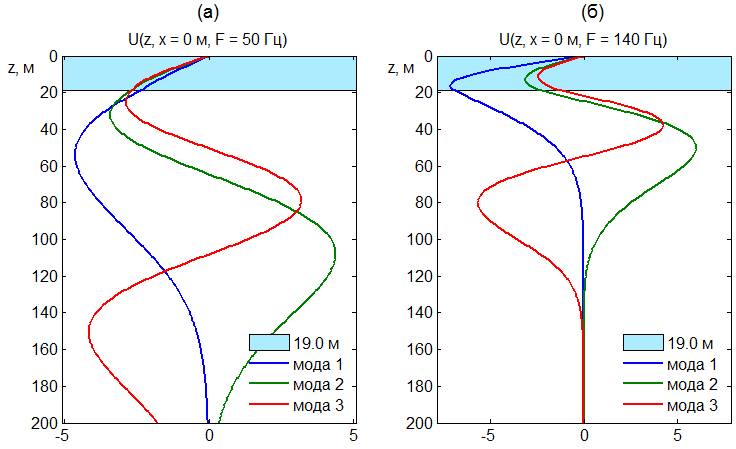 (а)
U(z, x = 0 м, F = 50 Гц)
z, м
0
20
40
60
80
100
120
140
160
180
200
-5
0
5
19.0 м
мода 1
мода 2
мода 3
(б)
U(z, x = 0 м, F = 140 Гц)
z, м
0
20
40
60
80
100
120
140
160
180
200
-5
0
5
19.0 м
мода 1
мода 2
мода 3